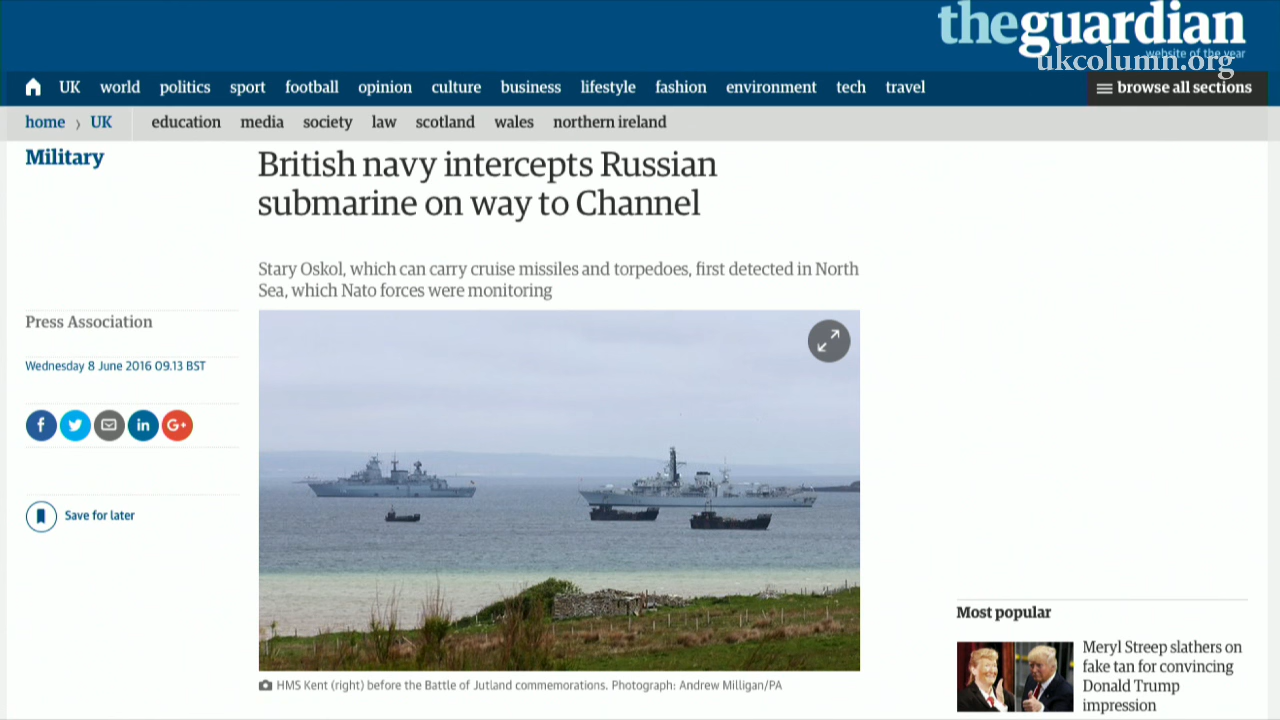 theguardian
website of the year
ukcolumn.org
UK world politics sport football opinion culture business lifestyle fashion environment tech travel
browse all sections
home › UK education media society law scotland wales northern ireland
Military
British navy intercepts Russian
submarine on way to Channel
Stary Oskol, which can carry cruise missiles and torpedoes, first detected in North
Sea, which Nato forces were monitoring
Press Association
Wednesday 8 June 2016 09.13 BST
f in G+
Save for later
HMS Kent (right) before the Battle of Jutland commemorations. Photograph: Andrew Milligan/PA
Most popular
Meryl Streep slathers on
fake tan for convincing
Donald Trump
impression